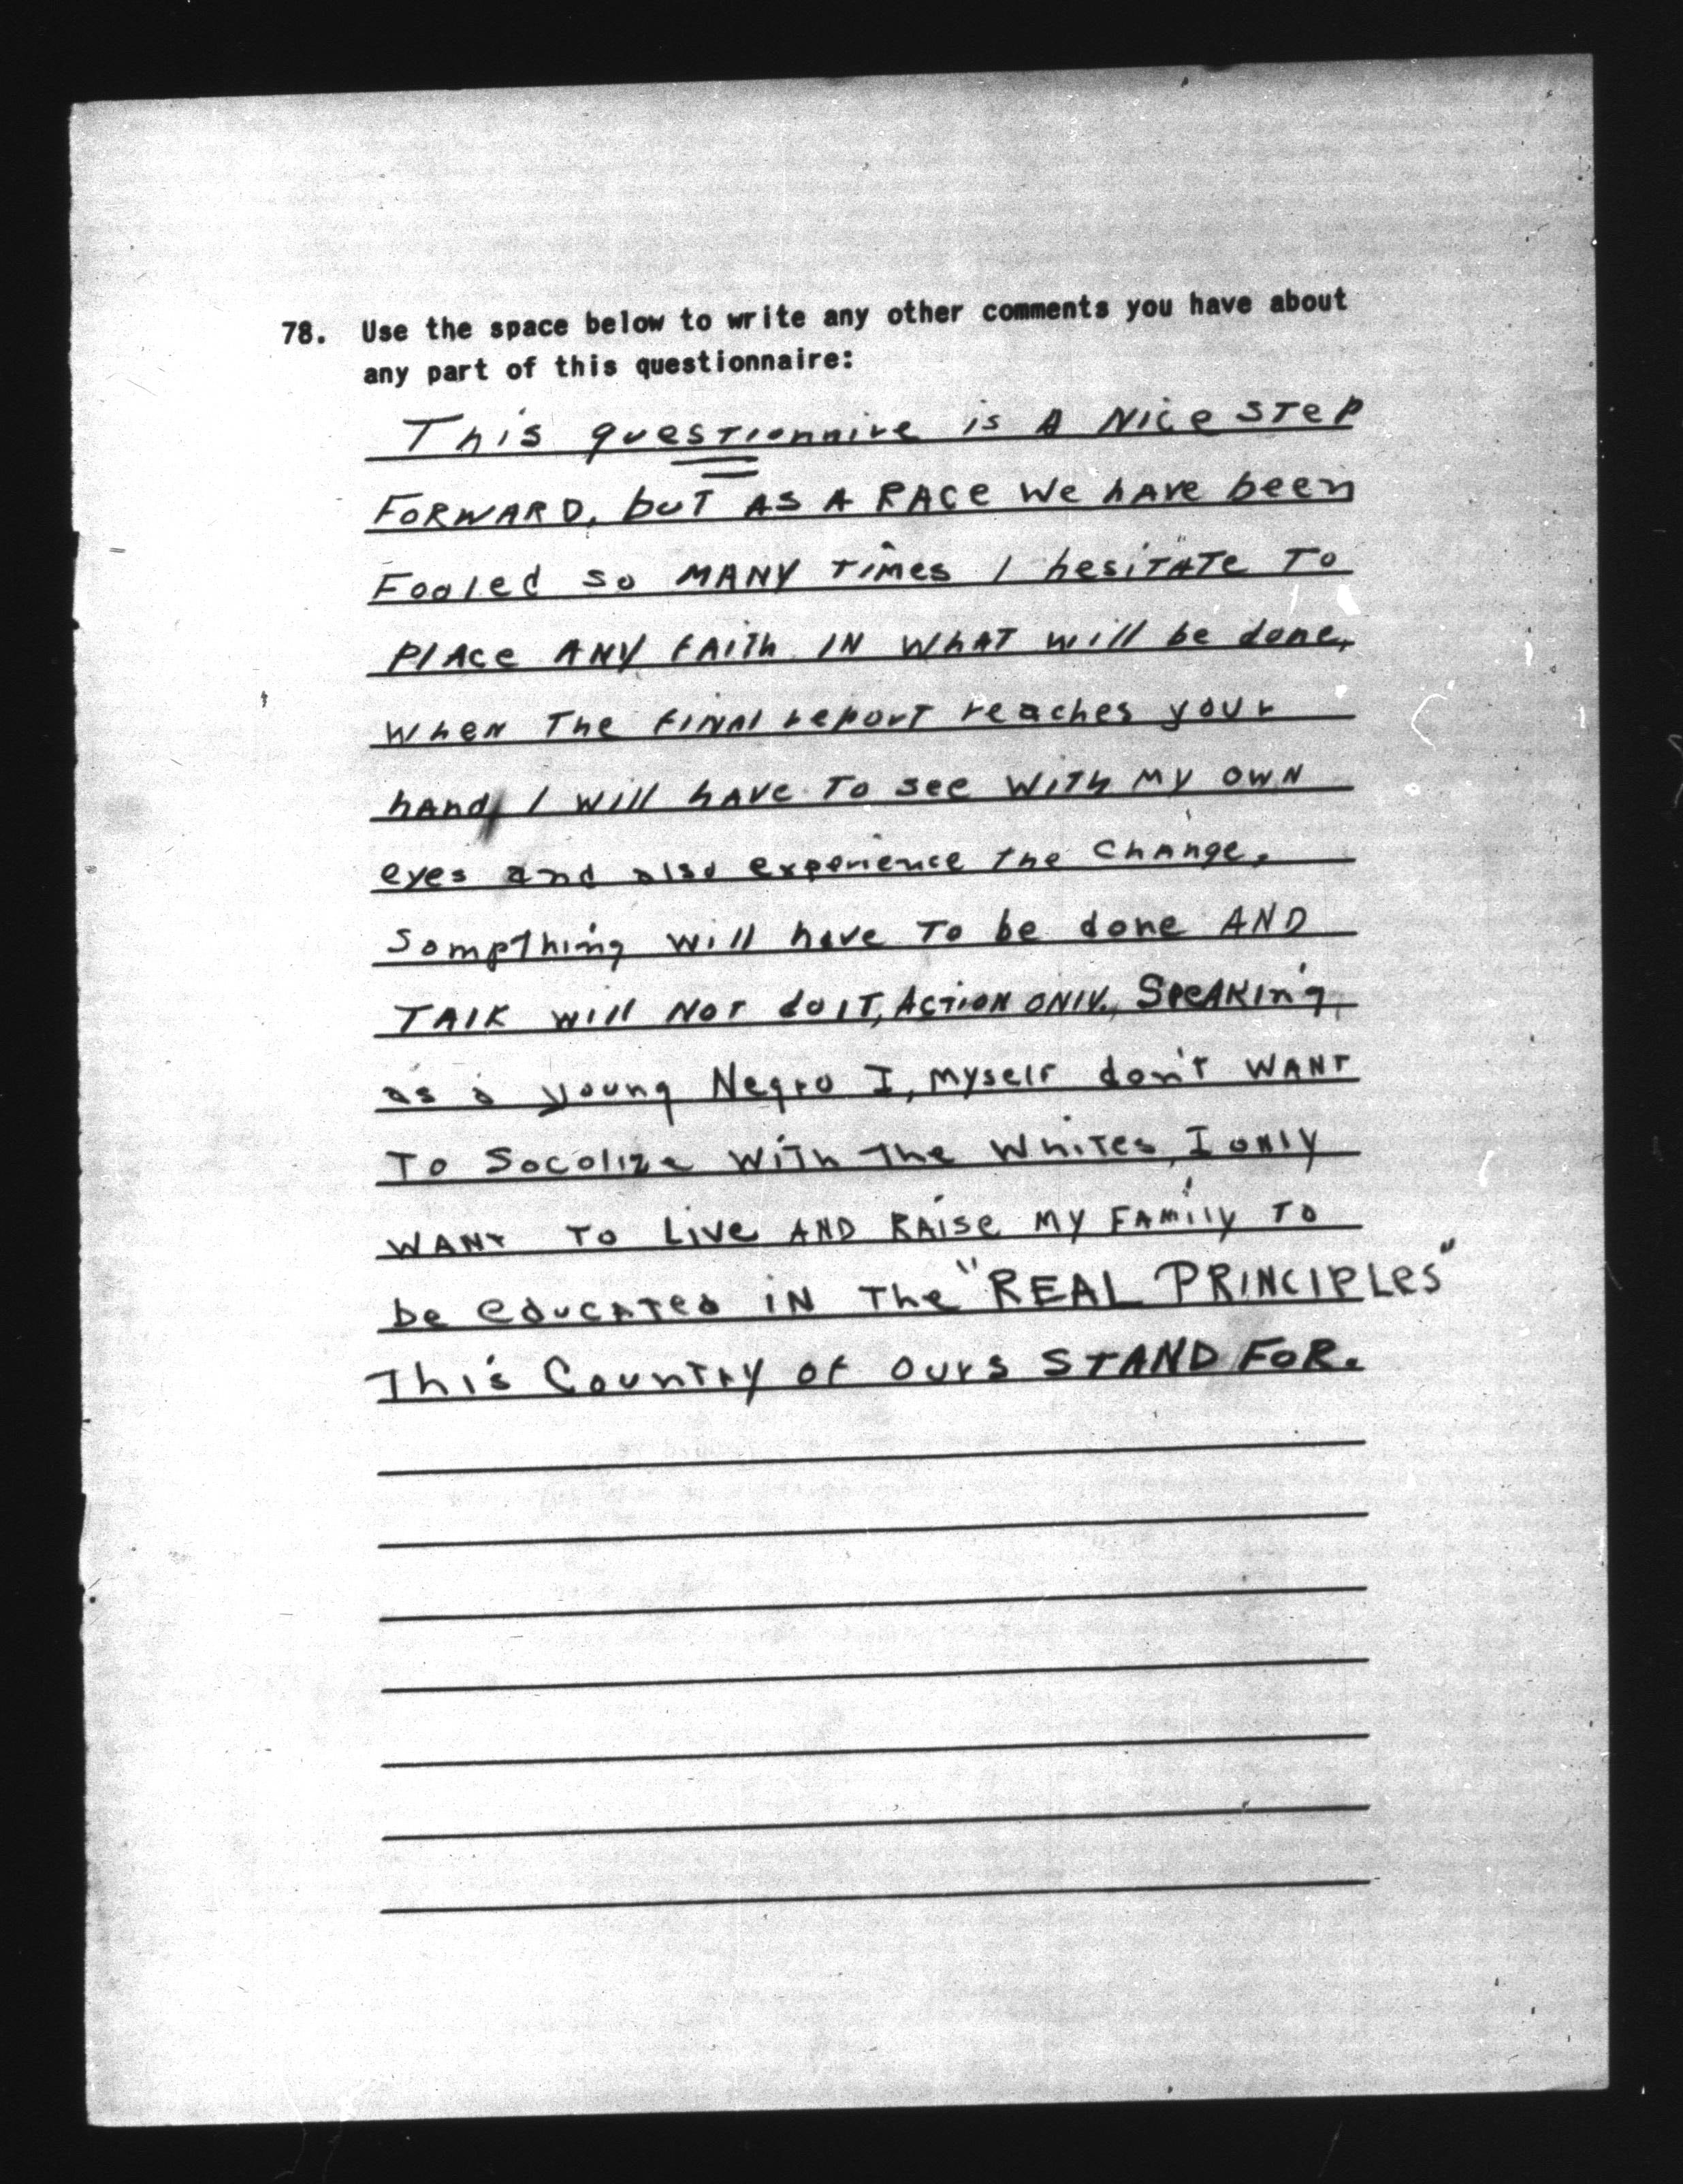 78. Use the space below to write any other comments you have about
any part of this questionnaire:
This questionnire is A Nice STep
FORWARD, buT AS A RACe We hAve been
Fooled so MANY Times I hesiTATe To
PlAce ANY fAiTh IN WhAT will be done,
WheN The fiNAl report reaches your
hAnd, I will hAve To see WiTh MY OWN
eyes and also experience the ChANge.
Sompthing will have To be done AND
TAlK will NoT do IT, AcTioN ONlY. SpeAKing
as a young Negro I, Myself don't WANT
To Socolize WiTh The WhiTes, I only
WANT To Live AND RAise MY FAmily To
be educATed iN The "REAL PRINCIPLes"
This CounTry of ours STAND FoR.